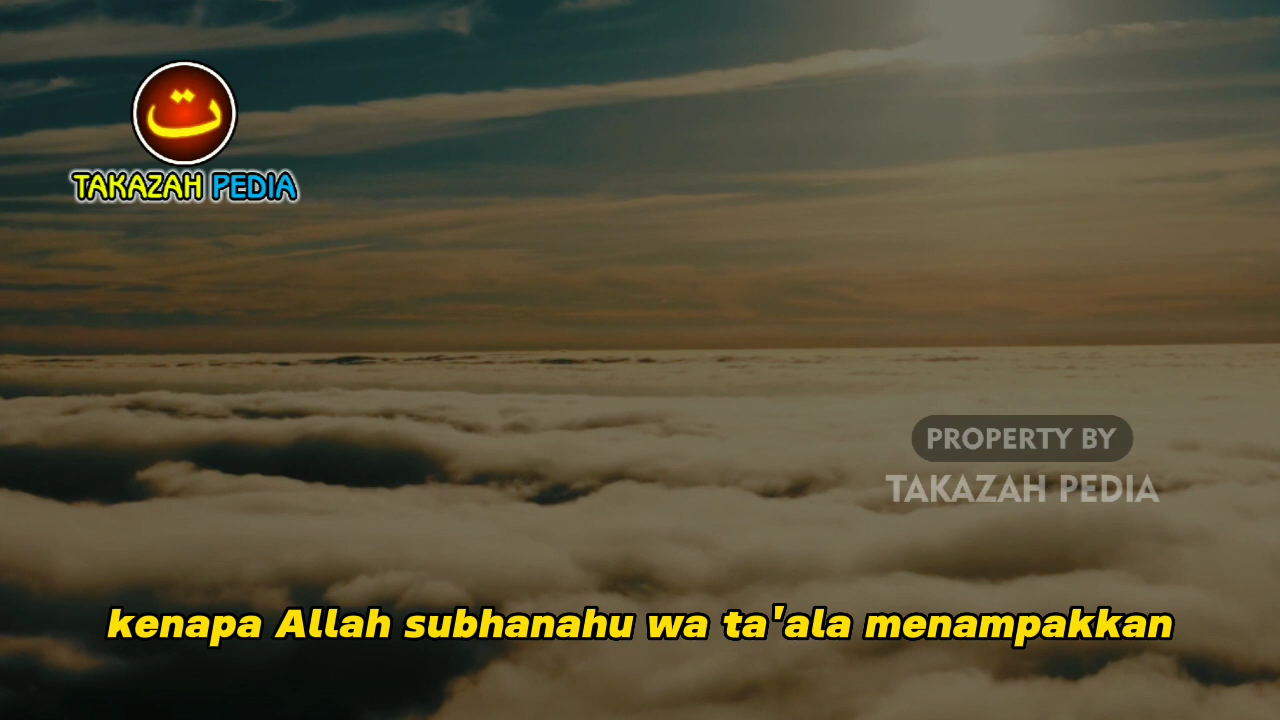 ت
TAKAZAH PEDIA
PROPERTY BY
TAKAZAH PEDIA
kenapa Allah subhanahu wa ta'ala menampakkan